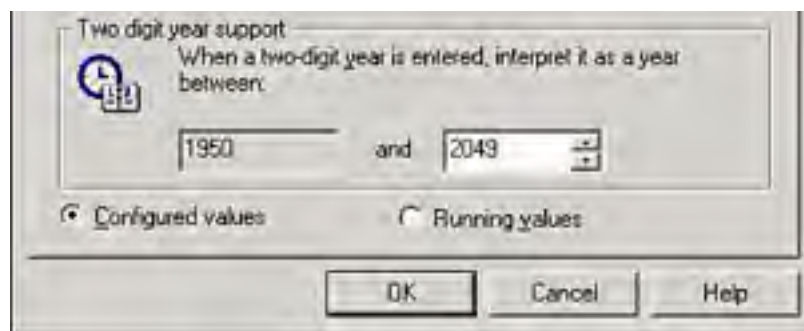 Two digit year support
When a two-digit year is entered, interpret it as a year
between:
1950 and 2049
Configured values Running values
OK Cancel Help